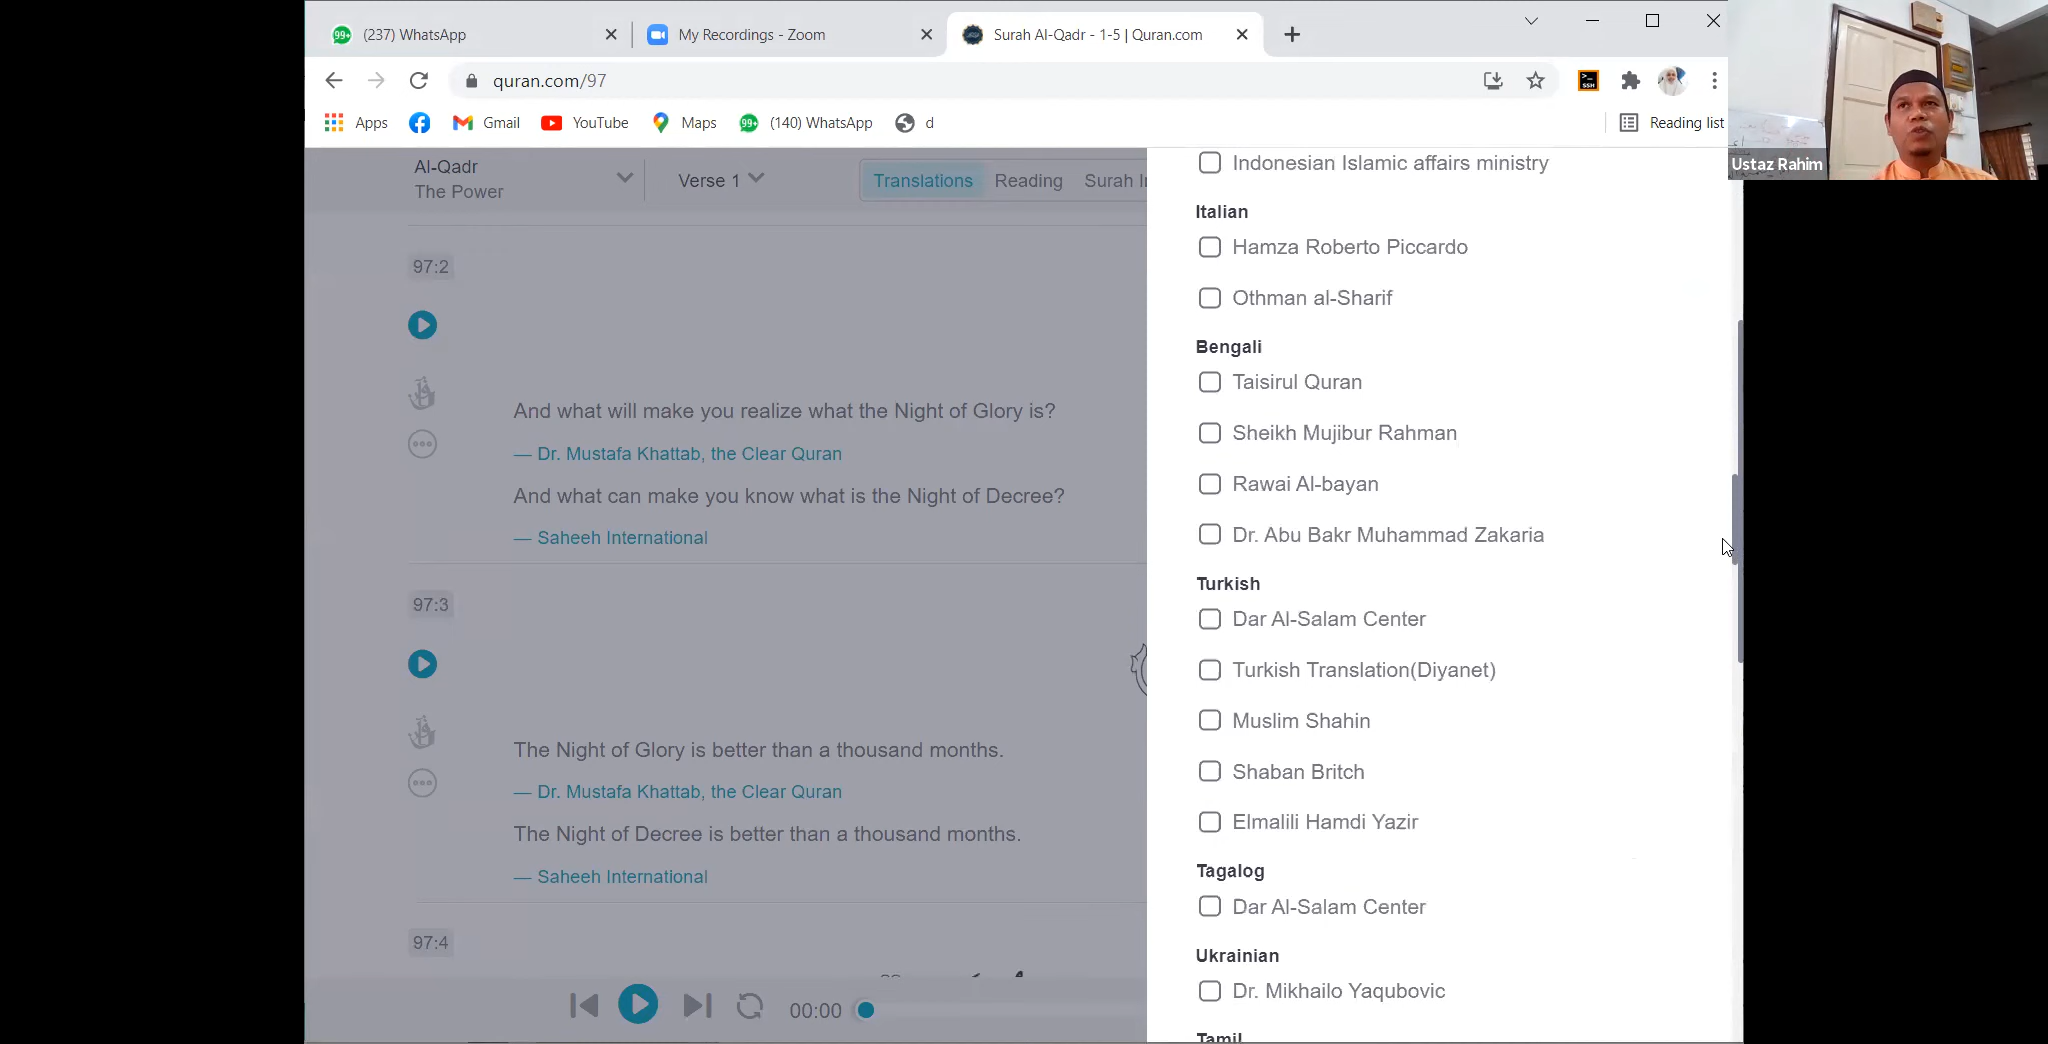 (237) WhatsApp
My Recordings - Zoom
Surah Al-Qadr - 1-5 | Quran.com
quran.com/97
Apps
Gmail
YouTube
Maps
(140) WhatsApp
d
Reading list
Ustaz Rahim
Al-Qadr
The Power
Verse 1
Translations
Reading
Surah I
97:2
And what will make you realize what the Night of Glory is?
— Dr. Mustafa Khattab, the Clear Quran
And what can make you know what is the Night of Decree?
— Saheeh International
97:3
The Night of Glory is better than a thousand months.
— Dr. Mustafa Khattab, the Clear Quran
The Night of Decree is better than a thousand months.
— Saheeh International
97:4
00:00
Indonesian Islamic affairs ministry
Italian
Hamza Roberto Piccardo
Othman al-Sharif
Bengali
Taisirul Quran
Sheikh Mujibur Rahman
Rawai Al-bayan
Dr. Abu Bakr Muhammad Zakaria
Turkish
Dar Al-Salam Center
Turkish Translation(Diyanet)
Muslim Shahin
Shaban Britch
Elmalili Hamdi Yazir
Tagalog
Dar Al-Salam Center
Ukrainian
Dr. Mikhailo Yaqubovic
Tamil